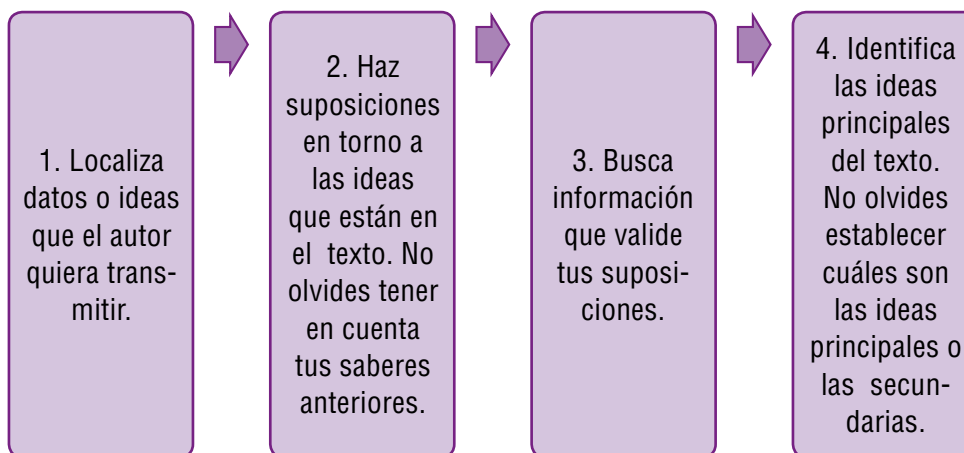 1. Localiza
datos o ideas
que el autor
quiera trans-
mitir.
2. Haz
suposiciones
en torno a
las ideas
que están en
el texto. No
olvides tener
en cuenta
tus saberes
anteriores.
3. Busca
información
que valide
tus suposi-
ciones.
4. Identifica
las ideas
principales
del texto.
No olvides
establecer
cuáles son
las ideas
principales o
las secun-
darias.